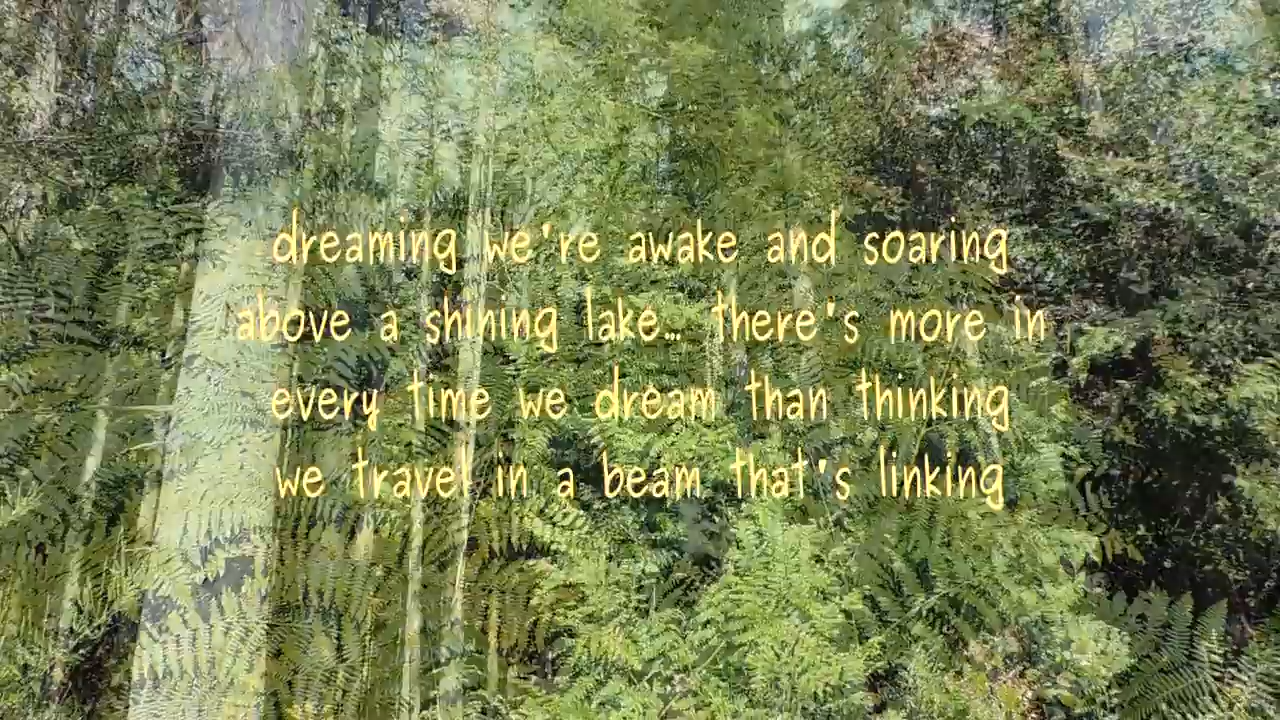 dreaming we're awake and soaring
above a shining lake... there's more in
every time we dream than thinking
we travel in a beam that's linking